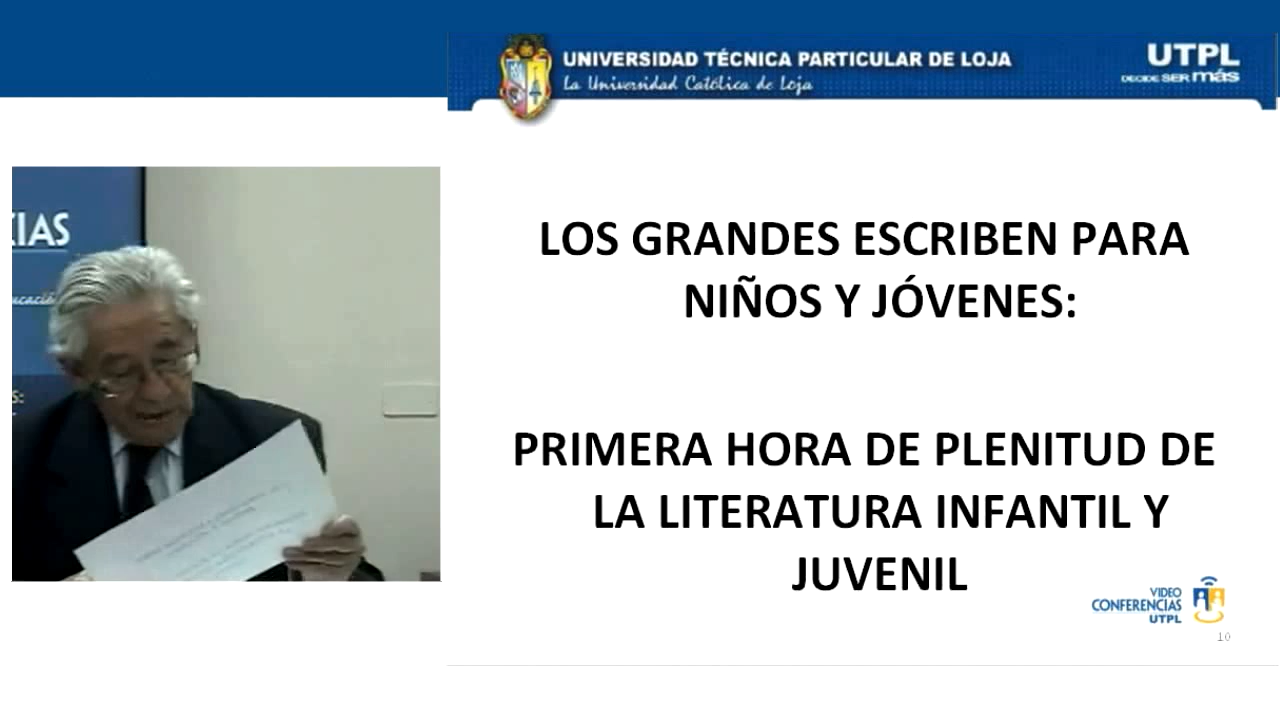 UNIVERSIDAD TÉCNICA PARTICULAR DE LOJA
La Universidad Católica de Loja
UTPL
DECIDE SER más
LOS GRANDES ESCRIBEN PARA
NIÑOS Y JÓVENES:
PRIMERA HORA DE PLENITUD DE
LA LITERATURA INFANTIL Y
JUVENIL
VIDEO
CONFERENCIAS
UTPL
10